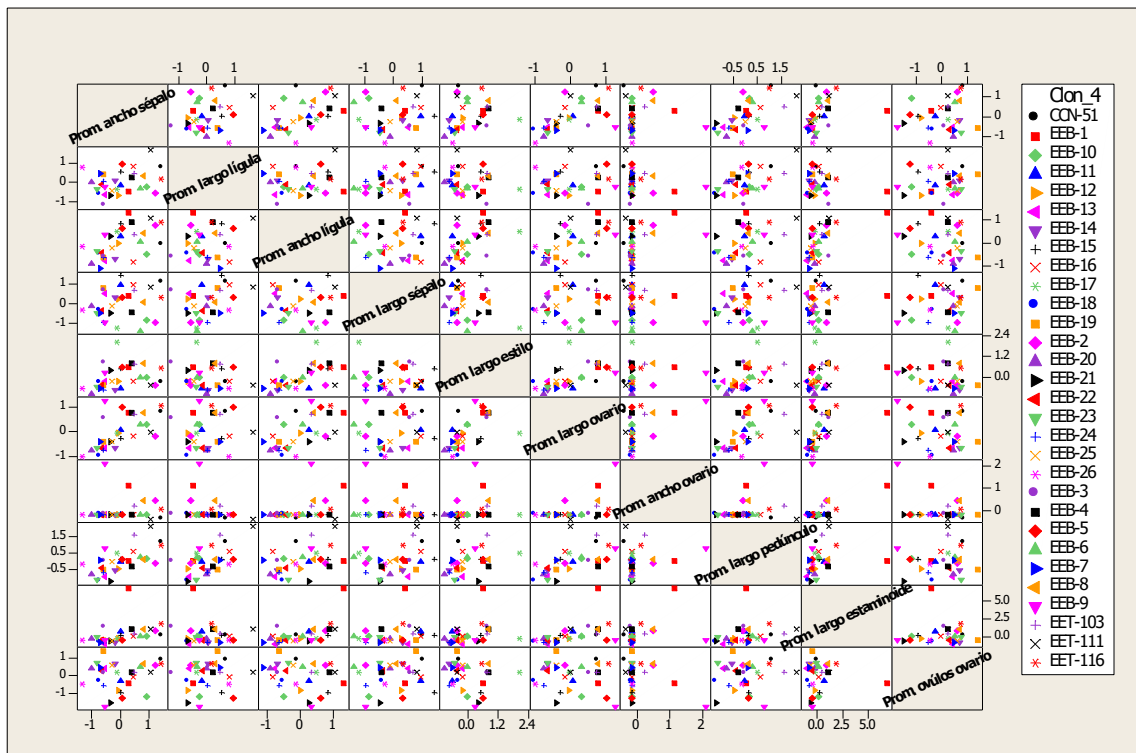 -1 0 1 -1 0 1 -1 0 1 -0.5 0.5 1.5 -1 0 1
Prom. ancho sépalo
1
0
-1
1
0
-1
Prom. largo lígula
Prom. ancho lígula
1
0
-1
1
0
-1
Prom. largo sépalo
Prom. largo estilo
2.4
1.2
0.0
1
0
-1
Prom. largo ovario
Prom. ancho ovario
2
1
0
1.5
0.5
-0.5
Prom. largo pedúnculo
Prom. largo estaminoide
5.0
2.5
0.0
1
0
-1
Prom. ovúlos ovario
-1 0 1 -1 0 1 -1 0 1 0.0 1.2 2.4 0 1 2 0.0 2.5 5.0
Clon_4
CCN-51
EEB-1
EEB-10
EEB-11
EEB-12
EEB-13
EEB-14
EEB-15
EEB-16
EEB-17
EEB-18
EEB-19
EEB-2
EEB-20
EEB-21
EEB-22
EEB-23
EEB-24
EEB-25
EEB-26
EEB-3
EEB-4
EEB-5
EEB-6
EEB-7
EEB-8
EEB-9
EET-103
EET-111
EET-116